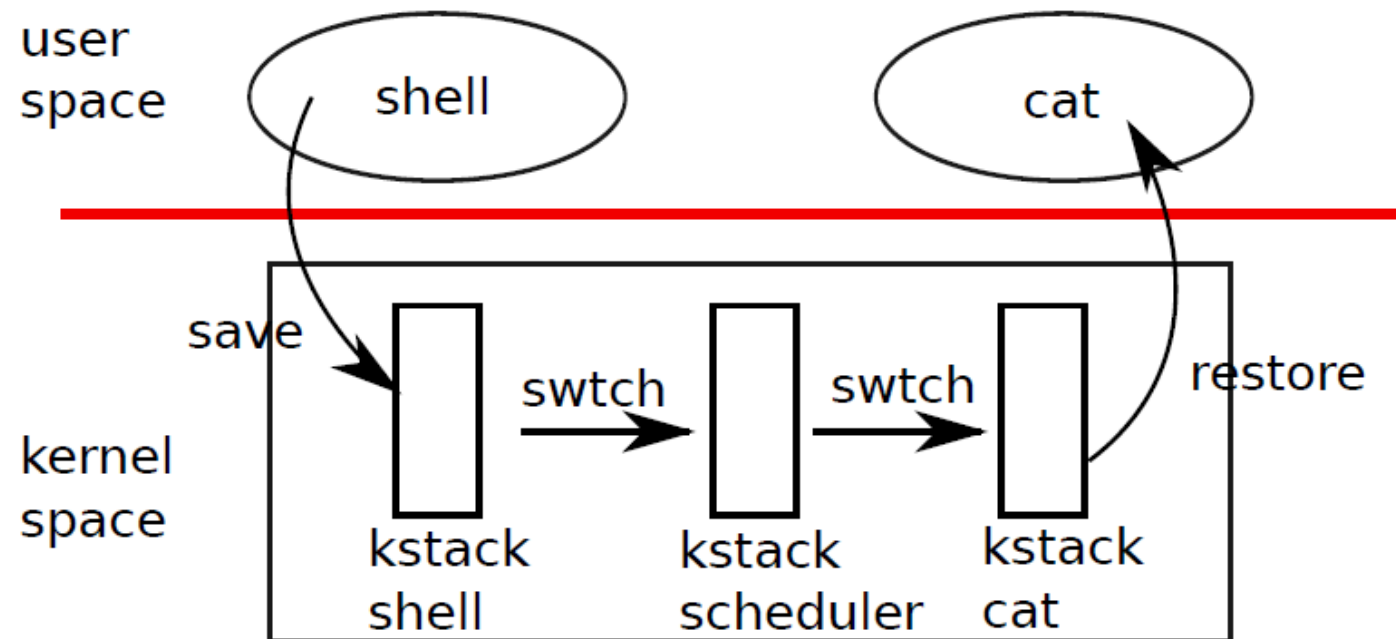 user
space
shell
cat
save
swtch
swtch
restore
kernel
space
kstack
shell
kstack
scheduler
kstack
cat